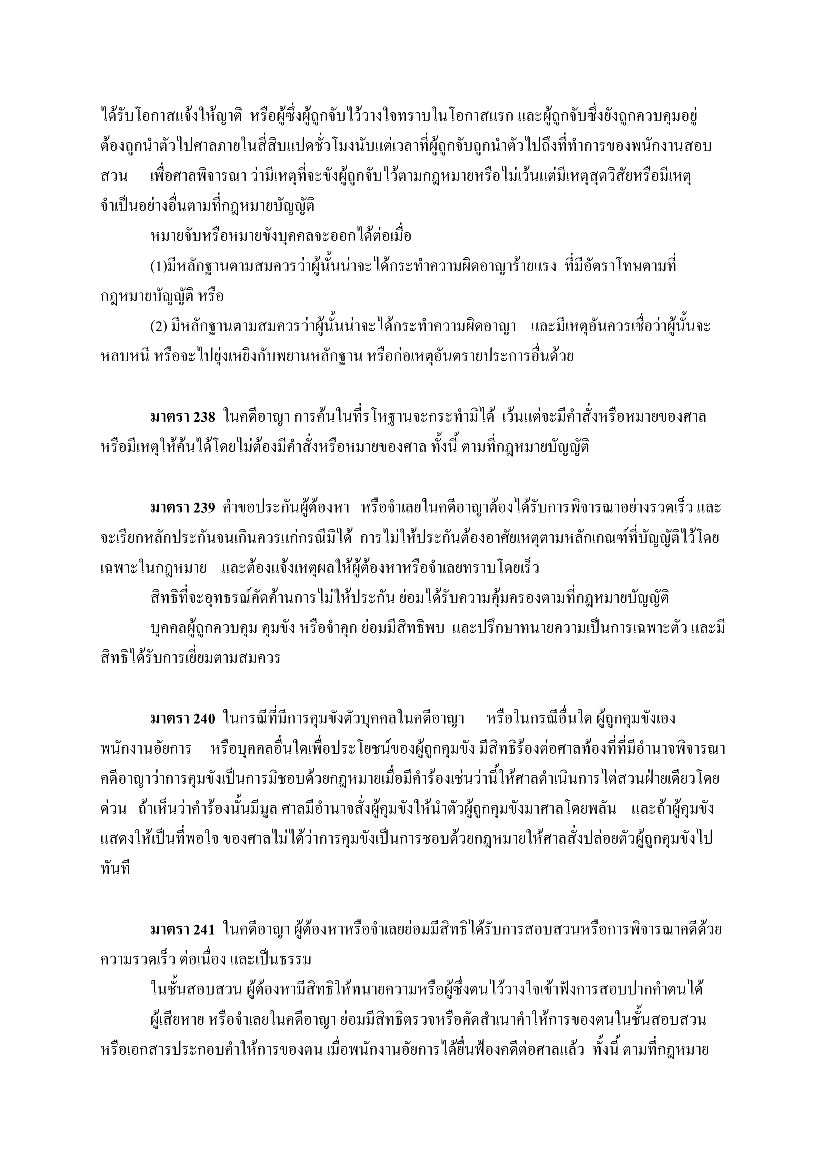 ได้รับโอกาสแจ้งให้ญาติ หรือผู้ซึ่งผู้ถูกจับไว้วางใจทราบในโอกาสแรก และผู้ถูกจับซึ่งยังถูกควบคุมอยู่
ต้องถูกนำตัวไปศาลภายในสี่สิบแปดชั่วโมงนับแต่เวลาที่ผู้ถูกจับถูกนำตัวไปถึงที่ทำการของพนักงานสอบ
สวน เพื่อศาลพิจารณา ว่ามีเหตุที่จะขังผู้ถูกจับไว้ตามกฎหมายหรือไม่เว้นแต่มีเหตุสุดวิสัยหรือมีเหตุ
จำเป็นอย่างอื่นตามที่กฎหมายบัญญัติ
หมายจับหรือหมายขังบุคคลจะออกได้ต่อเมื่อ
(1)มีหลักฐานตามสมควรว่าผู้นั้นน่าจะได้กระทำความผิดอาญาร้ายแรง ที่มีอัตราโทษตามที่
กฎหมายบัญญัติ หรือ
(2) มีหลักฐานตามสมควรว่าผู้นั้นน่าจะได้กระทำความผิดอาญา และมีเหตุอันควรเชื่อว่าผู้นั้นจะ
หลบหนี หรือจะไปยุ่งเหยิงกับพยานหลักฐาน หรือก่อเหตุอันตรายประการอื่นด้วย
มาตรา 238 ในคดีอาญา การค้นในที่รโหฐานจะกระทำมิได้ เว้นแต่จะมีคำสั่งหรือหมายของศาล
หรือมีเหตุให้ค้นได้โดยไม่ต้องมีคำสั่งหรือหมายของศาล ทั้งนี้ ตามที่กฎหมายบัญญัติ
มาตรา 239 คำขอประกันผู้ต้องหา หรือจำเลยในคดีอาญาต้องได้รับการพิจารณาอย่างรวดเร็ว และ
จะเรียกหลักประกันจนเกินควรแก่กรณีมิได้ การไม่ให้ประกันต้องอาศัยเหตุตามหลักเกณฑ์ที่บัญญัติไว้โดย
เฉพาะในกฎหมาย และต้องแจ้งเหตุผลให้ผู้ต้องหาหรือจำเลยทราบโดยเร็ว
สิทธิที่จะอุทธรณ์คัดค้านการไม่ให้ประกัน ย่อมได้รับความคุ้มครองตามที่กฎหมายบัญญัติ
บุคคลผู้ถูกควบคุม คุมขัง หรือจำคุก ย่อมมีสิทธิพบ และปรึกษาทนายความเป็นการเฉพาะตัว และมี
สิทธิได้รับการเยี่ยมตามสมควร
มาตรา 240 ในกรณีที่มีการคุมขังตัวบุคคลในคดีอาญา หรือในกรณีอื่นใด ผู้ถูกคุมขังเอง
พนักงานอัยการ หรือบุคคลอื่นใดเพื่อประโยชน์ของผู้ถูกคุมขัง มีสิทธิร้องต่อศาลท้องที่ที่มีอำนาจพิจารณา
คดีอาญาว่าการคุมขังเป็นการมิชอบด้วยกฎหมายเมื่อมีคำร้องเช่นว่านี้ให้ศาลดำเนินการไต่สวนฝ่ายเดียวโดย
ด่วน ถ้าเห็นว่าคำร้องนั้นมีมูล ศาลมีอำนาจสั่งผู้คุมขังให้นำตัวผู้ถูกคุมขังมาศาลโดยพลัน และถ้าผู้คุมขัง
แสดงให้เป็นที่พอใจ ของศาลไม่ได้ว่าการคุมขังเป็นการชอบด้วยกฎหมายให้ศาลสั่งปล่อยตัวผู้ถูกคุมขังไป
ทันที
มาตรา 241 ในคดีอาญา ผู้ต้องหาหรือจำเลยย่อมมีสิทธิได้รับการสอบสวนหรือการพิจารณาคดีด้วย
ความรวดเร็ว ต่อเนื่อง และเป็นธรรม
ในชั้นสอบสวน ผู้ต้องหามีสิทธิให้ทนายความหรือผู้ซึ่งตนไว้วางใจเข้าฟังการสอบปากคำตนได้
ผู้เสียหาย หรือจำเลยในคดีอาญา ย่อมมีสิทธิตรวจหรือคัดสำเนาคำให้การของตนในชั้นสอบสวน
หรือเอกสารประกอบคำให้การของตน เมื่อพนักงานอัยการได้ยื่นฟ้องคดีต่อศาลแล้ว ทั้งนี้ ตามที่กฎหมาย